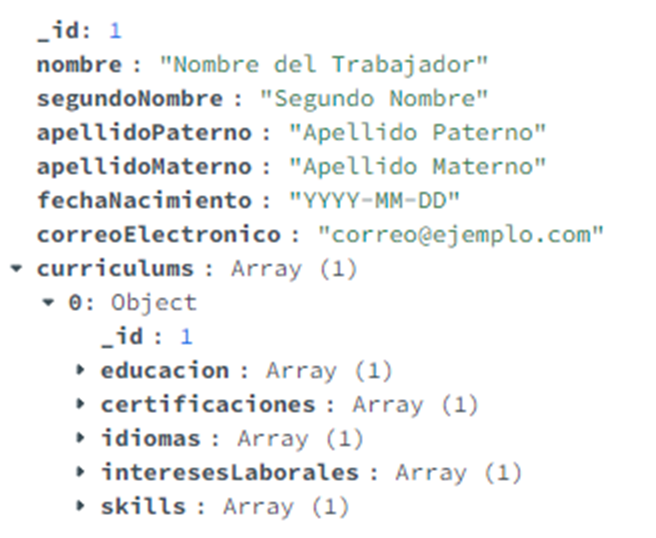 _id: 1
nombre : "Nombre del Trabajador"
segundoNombre : "Segundo Nombre"
apellidoPaterno : "Apellido Paterno"
apellidoMaterno : "Apellido Materno"
fechaNacimiento : "YYYY-MM-DD"
correoElectronico : "correo@ejemplo.com"
curriculums : Array (1)
0: Object
_id : 1
educacion : Array (1)
certificaciones : Array (1)
idiomas : Array (1)
interesesLaborales : Array (1)
skills : Array (1)